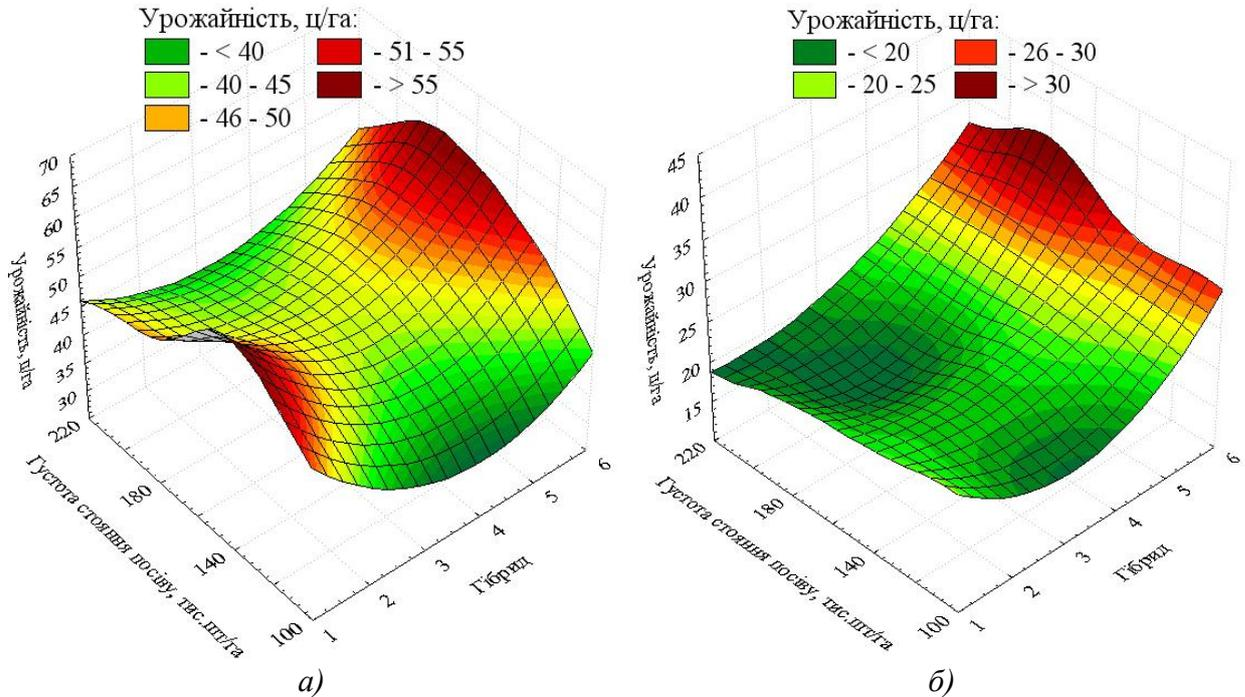 Урожайність, ц/га:
- < 40
- 51 - 55
- 40 - 45
- > 55
- 46 - 50
70
65
60
55
50
45
40
35
30
Урожайність, ц/га
220
180
140
100
Густота стояння посіву, тис.шт/га
1
2
3
4
5
6
Гібрид
а)
Урожайність, ц/га:
- < 20
- 26 - 30
- 20 - 25
- > 30
45
40
35
30
25
20
15
Урожайність, ц/га
220
180
140
100
Густота стояння посіву, тис.шт/га
1
2
3
4
5
6
Гібрид
б)